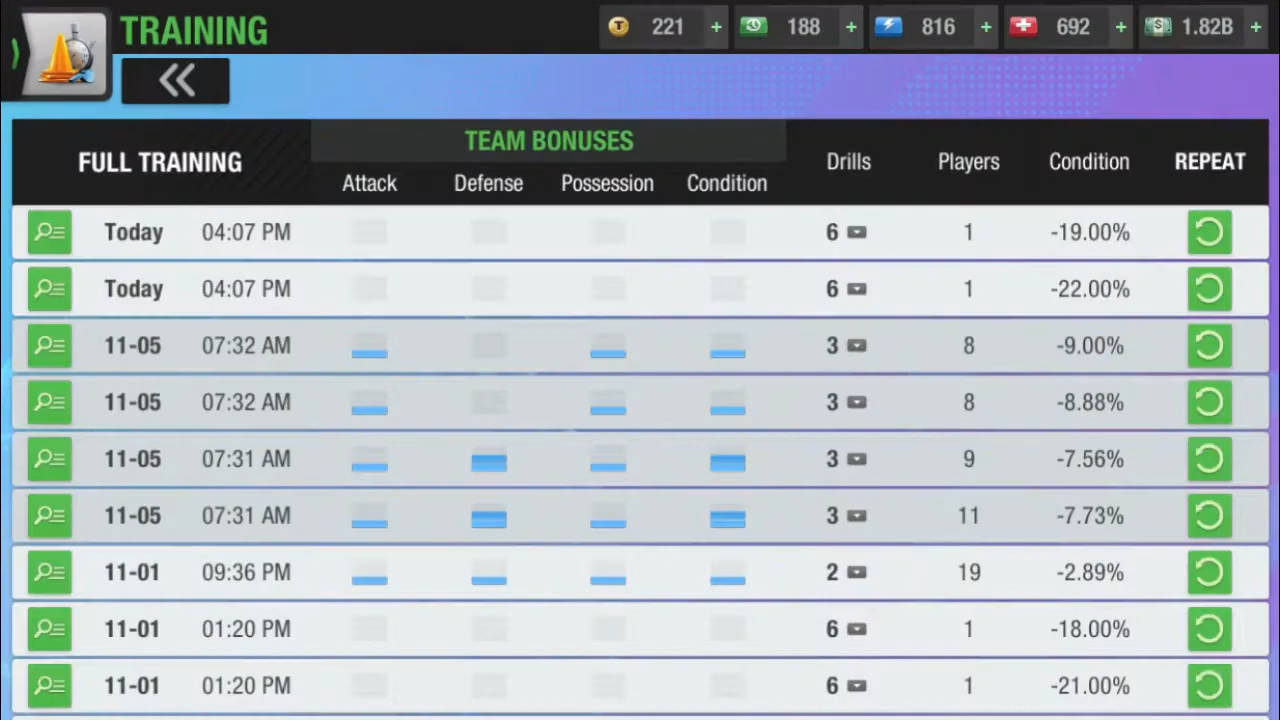 TRAINING 221 + 188 + 816 + 692 + 1.82B +
TEAM BONUSES
FULL TRAINING Drills Players Condition REPEAT
Attack Defense Possession Condition
Today 04:07 PM 6 1 -19.00%
Today 04:07 PM 6 1 -22.00%
11-05 07:32 AM 3 8 -9.00%
11-05 07:32 AM 3 8 -8.88%
11-05 07:31 AM 3 9 -7.56%
11-05 07:31 AM 3 11 -7.73%
11-01 09:36 PM 2 19 -2.89%
11-01 01:20 PM 6 1 -18.00%
11-01 01:20 PM 6 1 -21.00%